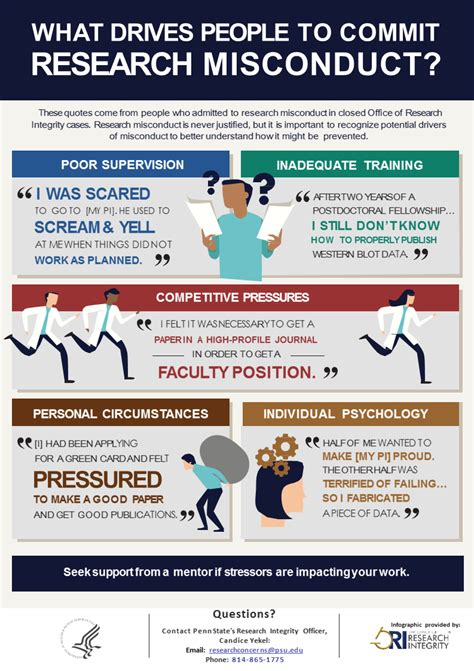 WHAT DRIVES PEOPLE TO COMMIT
RESEARCH MISCONDUCT?
These quotes come from people who admitted to research misconduct in closed Office of Research
Integrity cases. Research misconduct is never justified, but it is important to recognize potential drivers
of misconduct to better understand how it might be prevented.
POOR SUPERVISION
“I WAS SCARED
TO GO TO [MY PI]. HE USED TO
SCREAM & YELL
AT ME WHEN THINGS DID NOT
WORK AS PLANNED.”
? ?
INADEQUATE TRAINING
“AFTER TWO YEARS OF A
POSTDOCTORAL FELLOWSHIP…
I STILL DON’T KNOW
HOW TO PROPERLY PUBLISH
WESTERN BLOT DATA.”
COMPETITIVE PRESSURES
“I FELT IT WAS NECESSARY TO GET A
PAPER IN A HIGH-PROFILE JOURNAL
IN ORDER TO GET A
FACULTY POSITION.”
PERSONAL CIRCUMSTANCES
“[I] HAD BEEN APPLYING
FOR A GREEN CARD AND FELT
PRESSURED
TO MAKE A GOOD PAPER
AND GET GOOD PUBLICATIONS.”
INDIVIDUAL PSYCHOLOGY
“HALF OF ME WANTED TO
MAKE [MY PI] PROUD.
THE OTHER HALF WAS
TERRIFIED OF FAILING…
SO I FABRICATED
A PIECE OF DATA.”
Seek support from a mentor if stressors are impacting your work.
Questions?
Contact Penn State's Research Integrity Officer,
Candice Yekel:
Email: researchconcerns@psu.edu
Phone: 814-865-1775
Infographic provided by:
ORI
RESEARCH
INTEGRITY